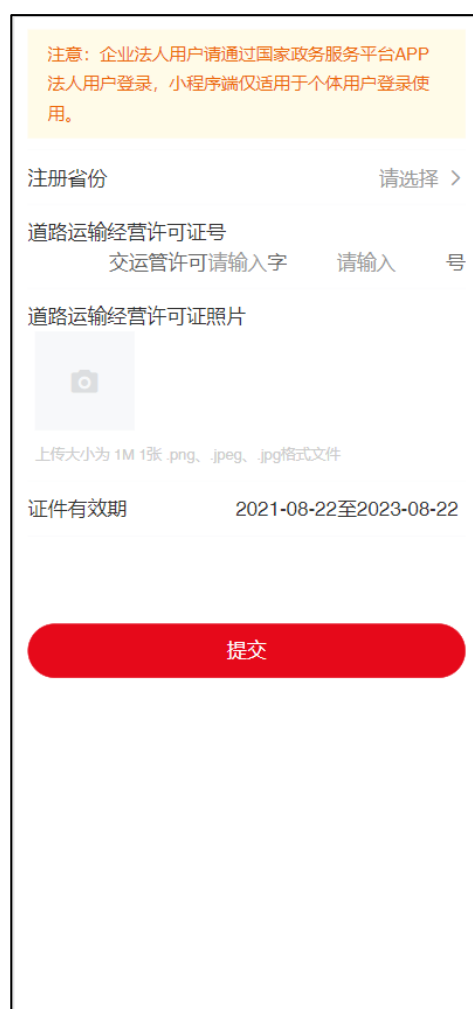 注意：企业法人用户请通过国家政务服务平台APP
法人用户登录，小程序端仅适用于个体用户登录使
用。
注册省份 请选择 >
道路运输经营许可证号
交运管许可请输入字 请输入 号
道路运输经营许可证照片
上传大小为 1M 1张 .png、.jpeg、.jpg格式文件
证件有效期 2021-08-22至2023-08-22
提交